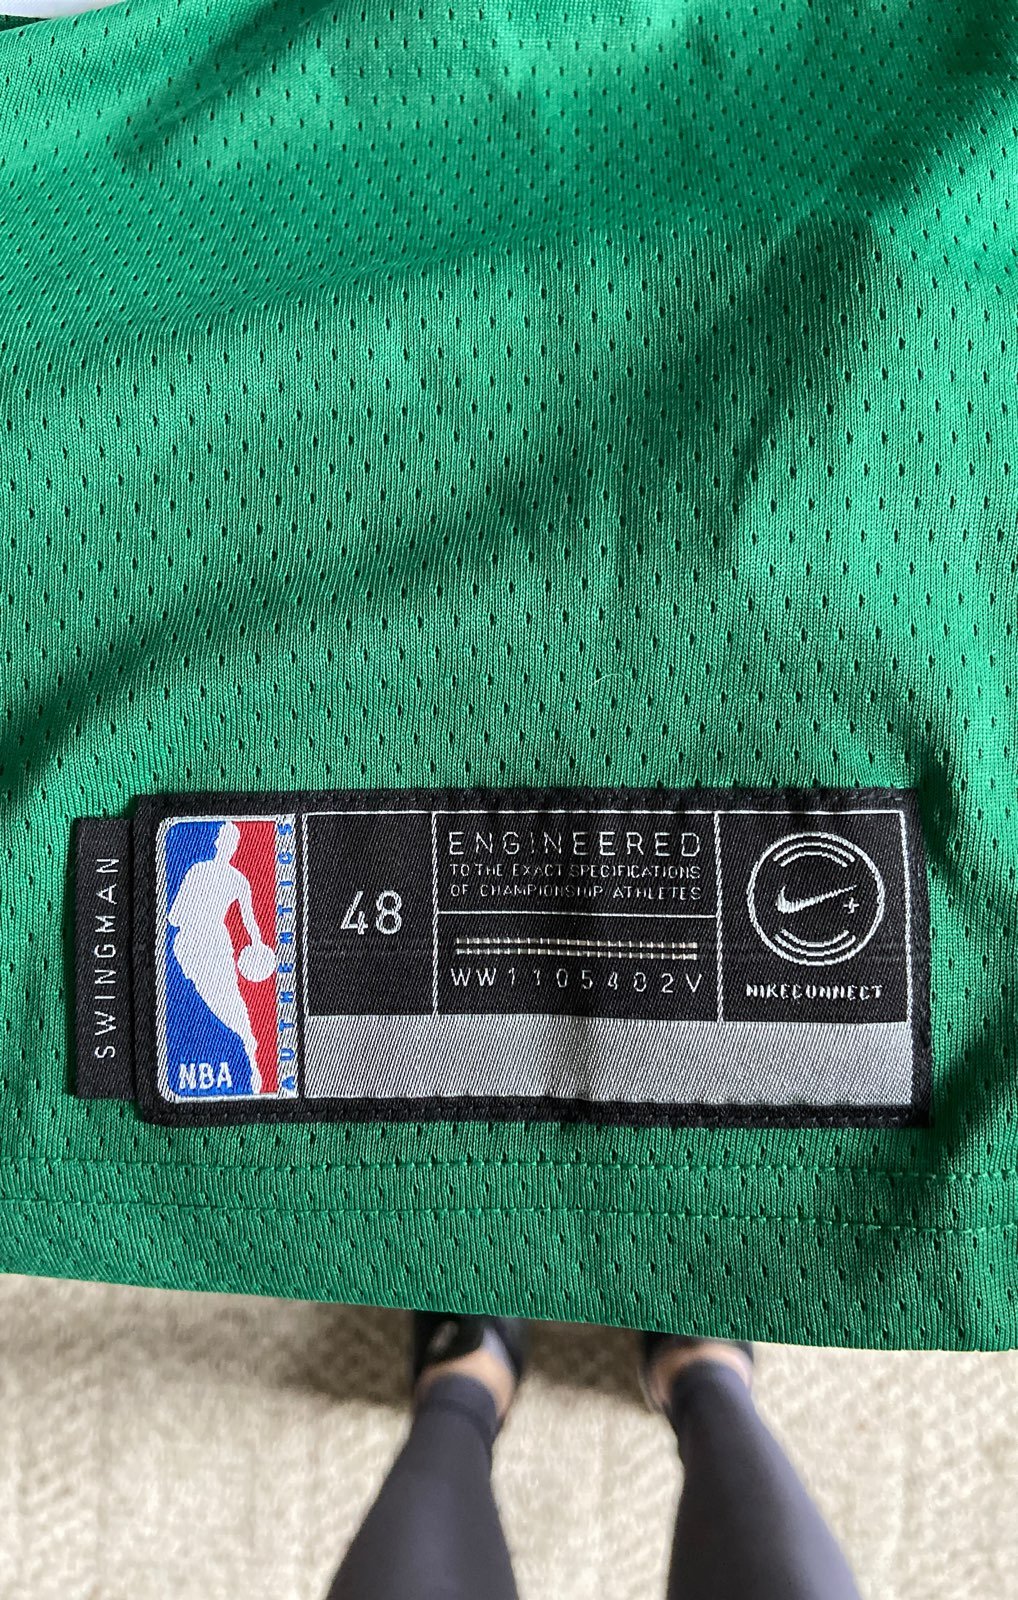 SWINGMAN
NBA
AUTHENTICS
48
ENGINEERED
TO THE EXACT SPECIFICATIONS
OF CHAMPIONSHIP ATHLETES
WW1105402V
NIKECONNECT